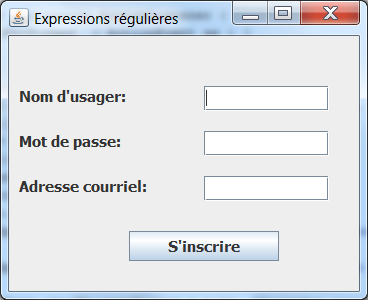 Expressions régulières
Nom d'usager:
Mot de passe:
Adresse courriel:
S'inscrire